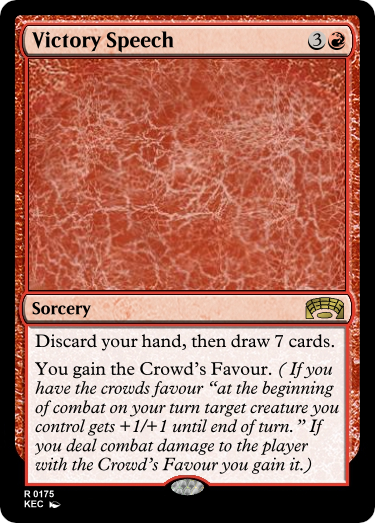 Victory Speech 3
Sorcery
Discard your hand, then draw 7 cards.
You gain the Crowd's Favour. ( If you
have the crowds favour “at the beginning
of combat on your turn target creature you
control gets +1/+1 until end of turn.” If
you deal combat damage to the player
with the Crowd's Favour you gain it.)
R 0175
KEC